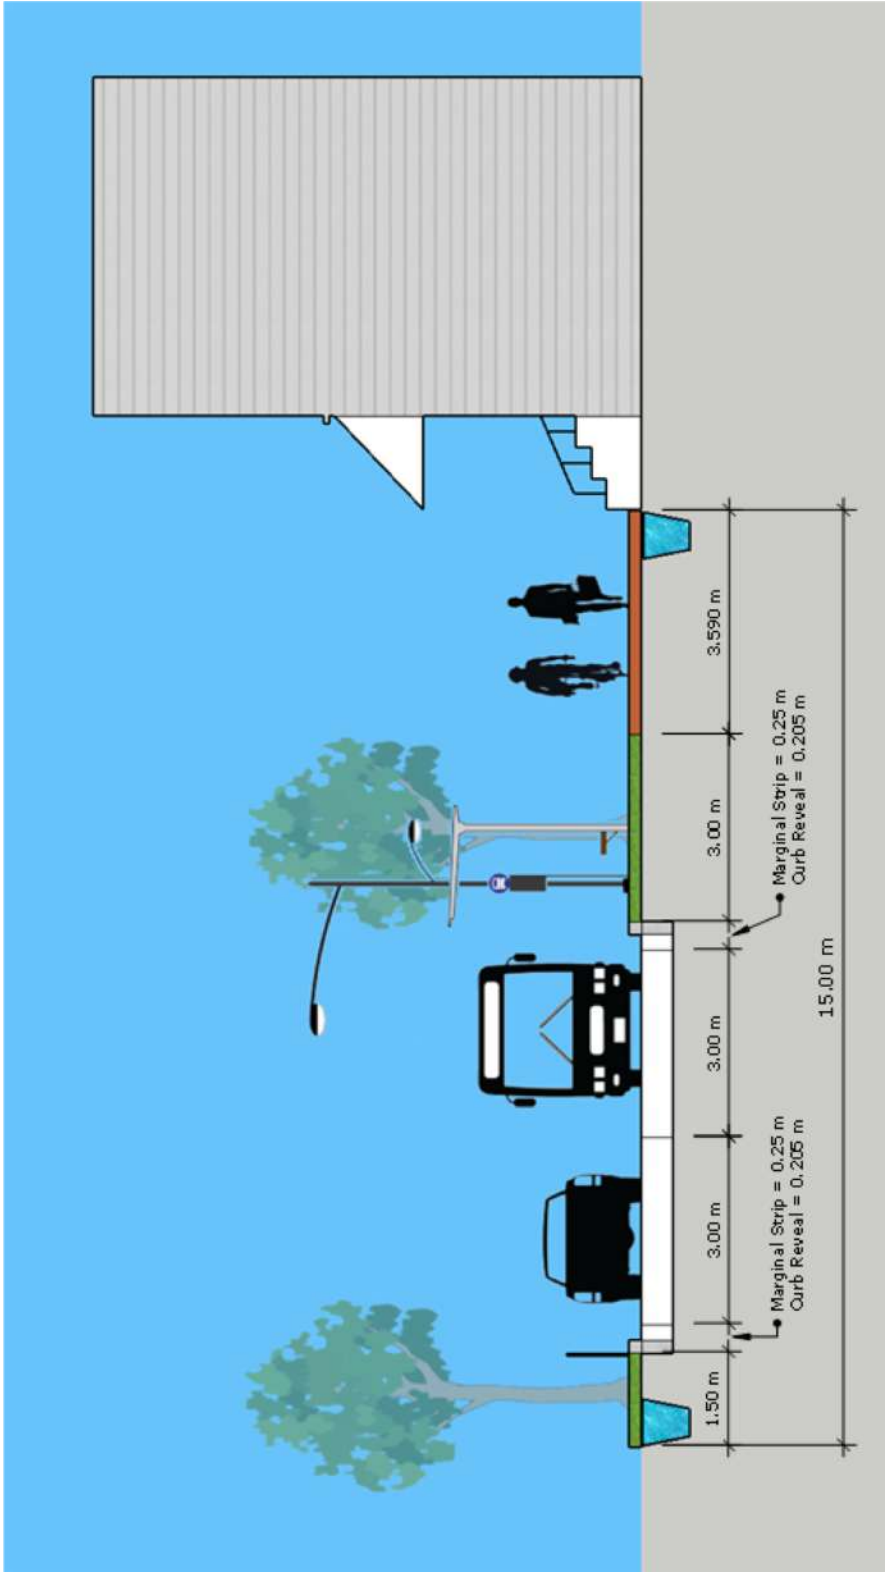 1.50 m
3.00 m
3.00 m
3.00 m
3.590 m
Marginal Strip = 0.25 m
Curb Reveal = 0.205 m
Marginal Strip = 0.25 m
Curb Reveal = 0.205 m
15.00 m